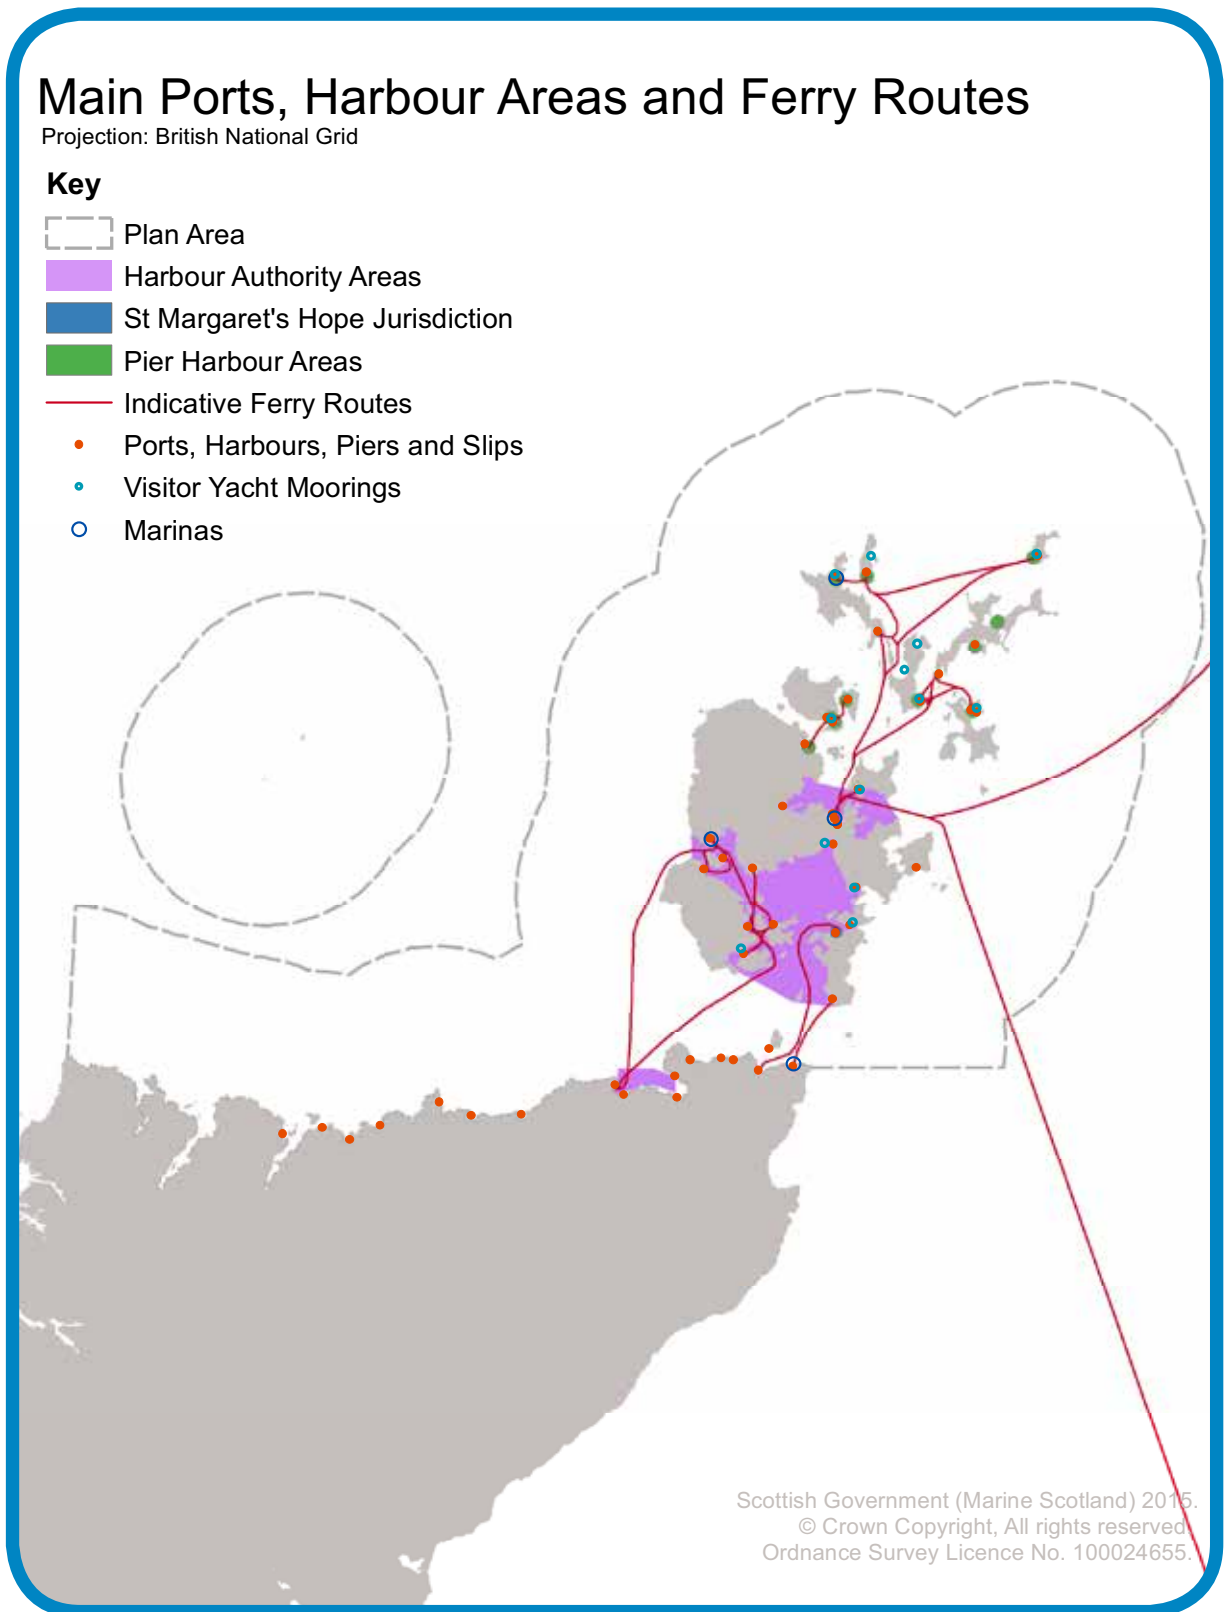 Main Ports, Harbour Areas and Ferry Routes
Projection: British National Grid
Key
Plan Area
Harbour Authority Areas
St Margaret's Hope Jurisdiction
Pier Harbour Areas
Indicative Ferry Routes
Ports, Harbours, Piers and Slips
Visitor Yacht Moorings
Marinas
Scottish Government (Marine Scotland) 2015.
© Crown Copyright, All rights reserved.
Ordnance Survey Licence No. 100024655.